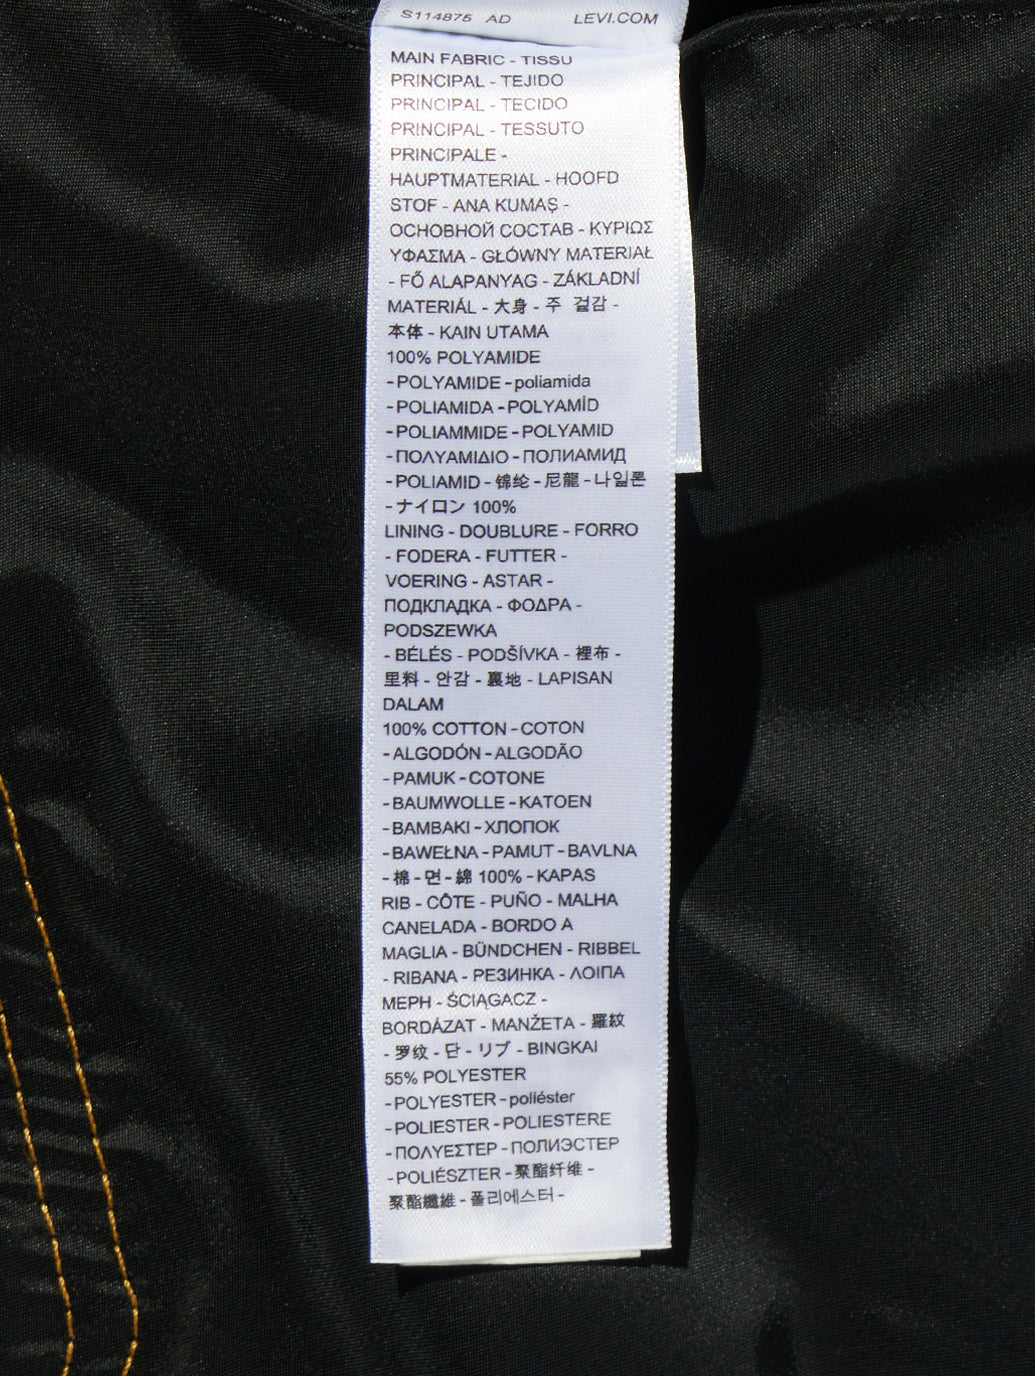 S114875 AD LEVI.COM
MAIN FABRIC - TISSU
PRINCIPAL - TEJIDO
PRINCIPAL - TECIDO
PRINCIPAL - TESSUTO
PRINCIPALE -
HAUPTMATERIAL - HOOFD
STOF - ANA KUMAŞ -
ОСНОВНОЙ СОСТАВ - ΚΥΡΙΩΣ
ΥΦΑΣΜΑ - GŁÓWNY MATERIAŁ
- FŐ ALAPANYAG - ZÁKLADNÍ
MATERIÁL - 大身 - 주 겉감 -
本体 - KAIN UTAMA
100% POLYAMIDE
- POLYAMIDE - poliamida
- POLIAMIDA - POLYAMİD
- POLIAMMIDE - POLYAMID
- ΠΟΛΥΑΜΙΔΙΟ - ПОЛИАМИД
- POLIAMID - 锦纶 - 尼龍 - 나일론
- ナイロン 100%
LINING - DOUBLURE - FORRO
- FODERA - FUTTER -
VOERING - ASTAR -
ПОДКЛАДКА - ΦΟΔΡΑ -
PODSZEWKA
- BÉLÉS - PODŠÍVKA - 裡布 -
里料 - 안감 - 裏地 - LAPISAN
DALAM
100% COTTON - COTON
- ALGODÓN - ALGODÃO
- PAMUK - COTONE
- BAUMWOLLE - KATOEN
- BAMBAKI - ХЛОПОК
- BAWEŁNA - PAMUT - BAVLNA
- 棉 - 면 - 綿 100% - KAPAS
RIB - CÔTE - PUÑO - MALHA
CANELADA - BORDO A
MAGLIA - BÜNDCHEN - RIBBEL
- RIBANA - РЕЗИНКА - ΛΟΙΠΑ
ΜΕΡΗ - ŚCIĄGACZ -
BORDÁZAT - MANŽETA - 羅紋
- 罗纹 - 단 - リブ - BINGKAI
55% POLYESTER
- POLYESTER - poliéster
- POLIESTER - POLIESTERE
- ΠΟΛΥΕΣΤΕΡ - ПОЛИЭСТЕР
- POLIÉSZTER - 聚酯纤维 -
聚酯纖維 - 폴리에스터 -